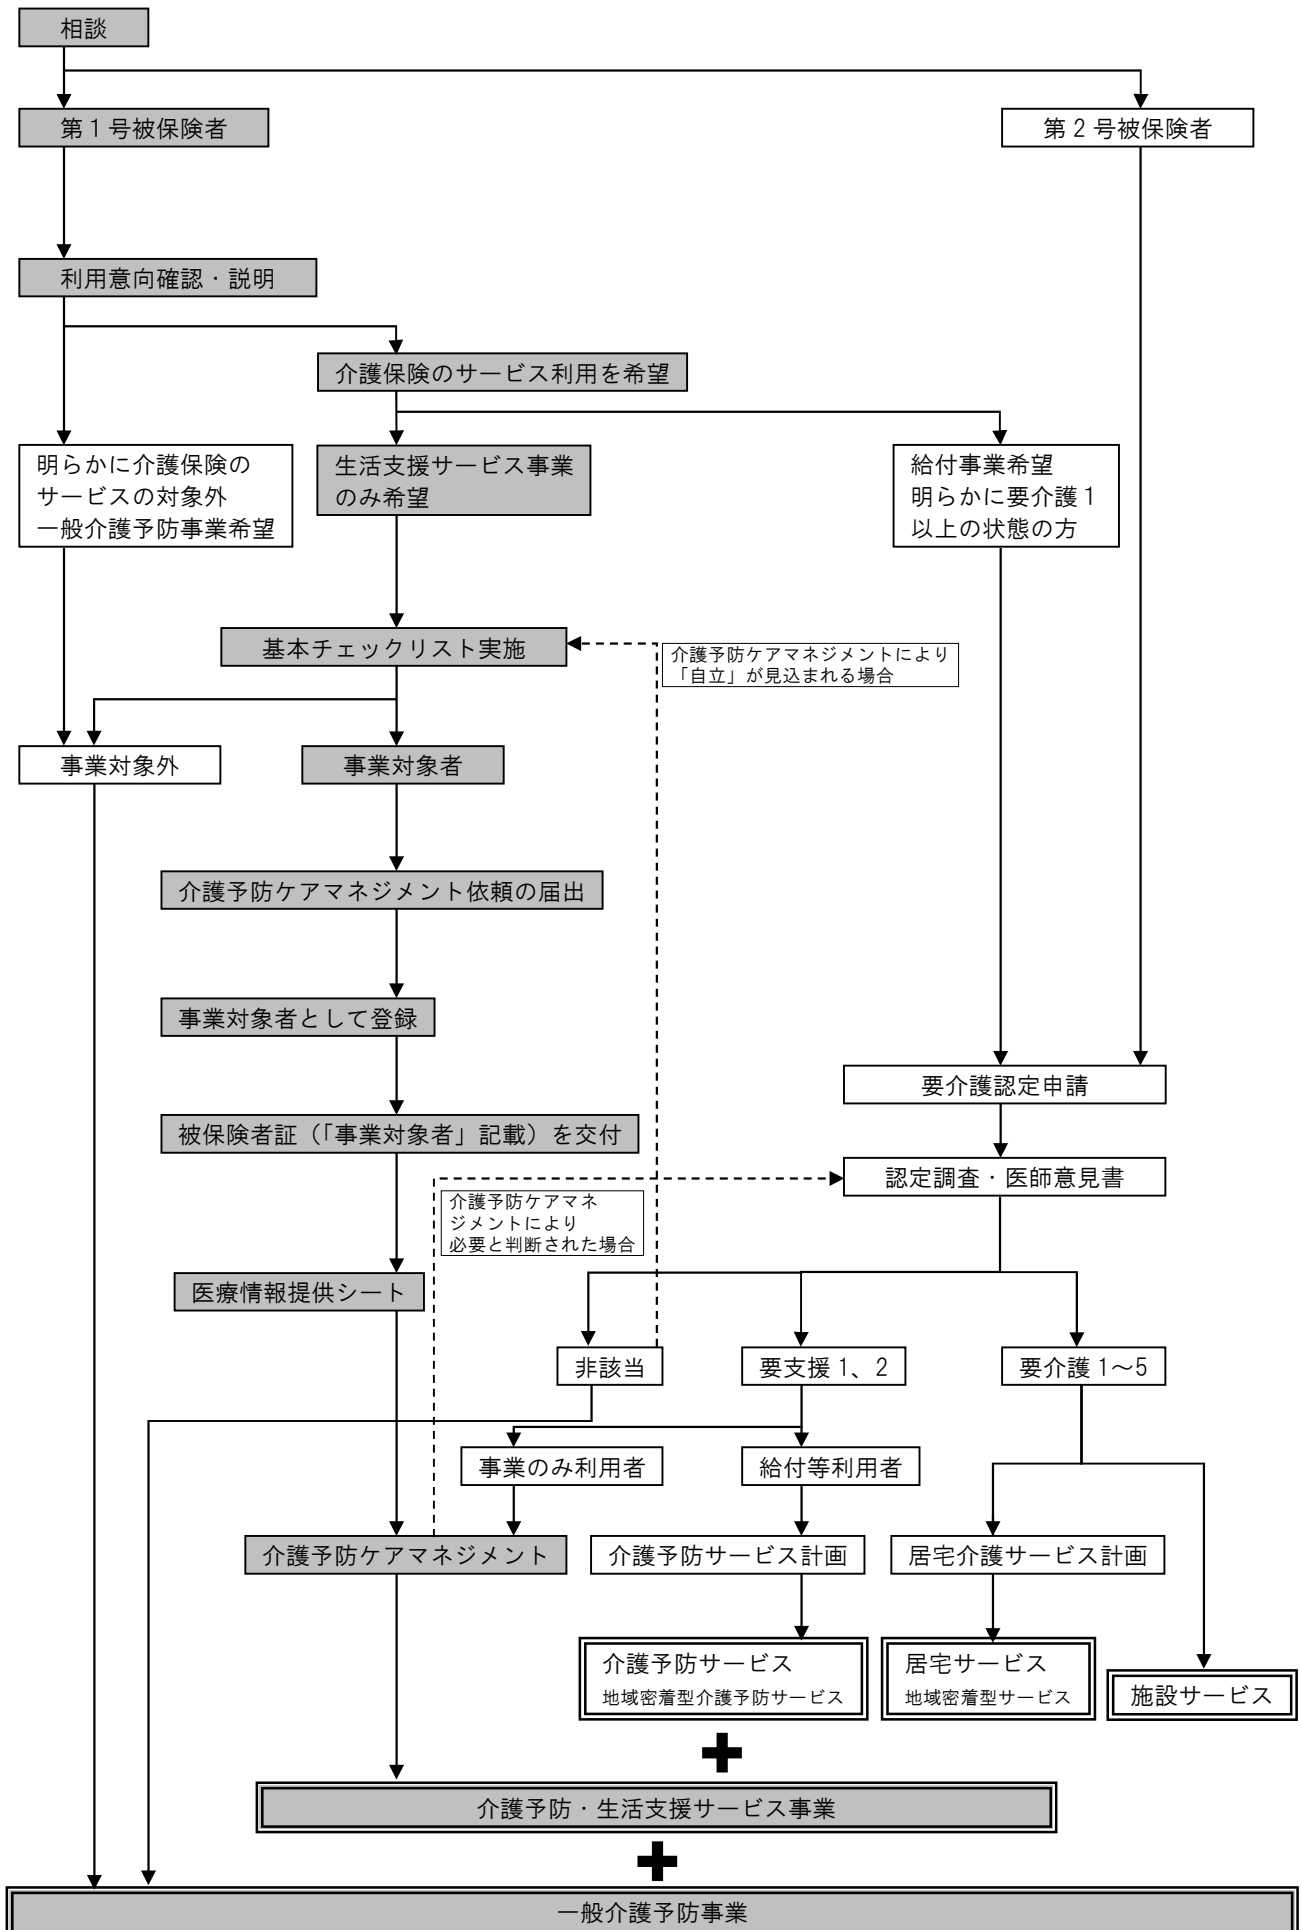 相談
第1号被保険者
第2号被保険者
利用意向確認・説明
介護保険のサービス利用を希望
明らかに介護保険の
サービスの対象外
一般介護予防事業希望
生活支援サービス事業
のみ希望
給付事業希望
明らかに要介護1
以上の状態の方
基本チェックリスト実施
介護予防ケアマネジメントにより
「自立」が見込まれる場合
事業対象外
事業対象者
介護予防ケアマネジメント依頼の届出
事業対象者として登録
要介護認定申請
被保険者証（「事業対象者」記載）を交付
認定調査・医師意見書
介護予防ケアマネ
ジメントにより
必要と判断された場合
医療情報提供シート
非該当
要支援1、2
要介護1～5
事業のみ利用者
給付等利用者
介護予防ケアマネジメント
介護予防サービス計画
居宅介護サービス計画
介護予防サービス
地域密着型介護予防サービス
居宅サービス
地域密着型サービス
施設サービス
介護予防・生活支援サービス事業
一般介護予防事業